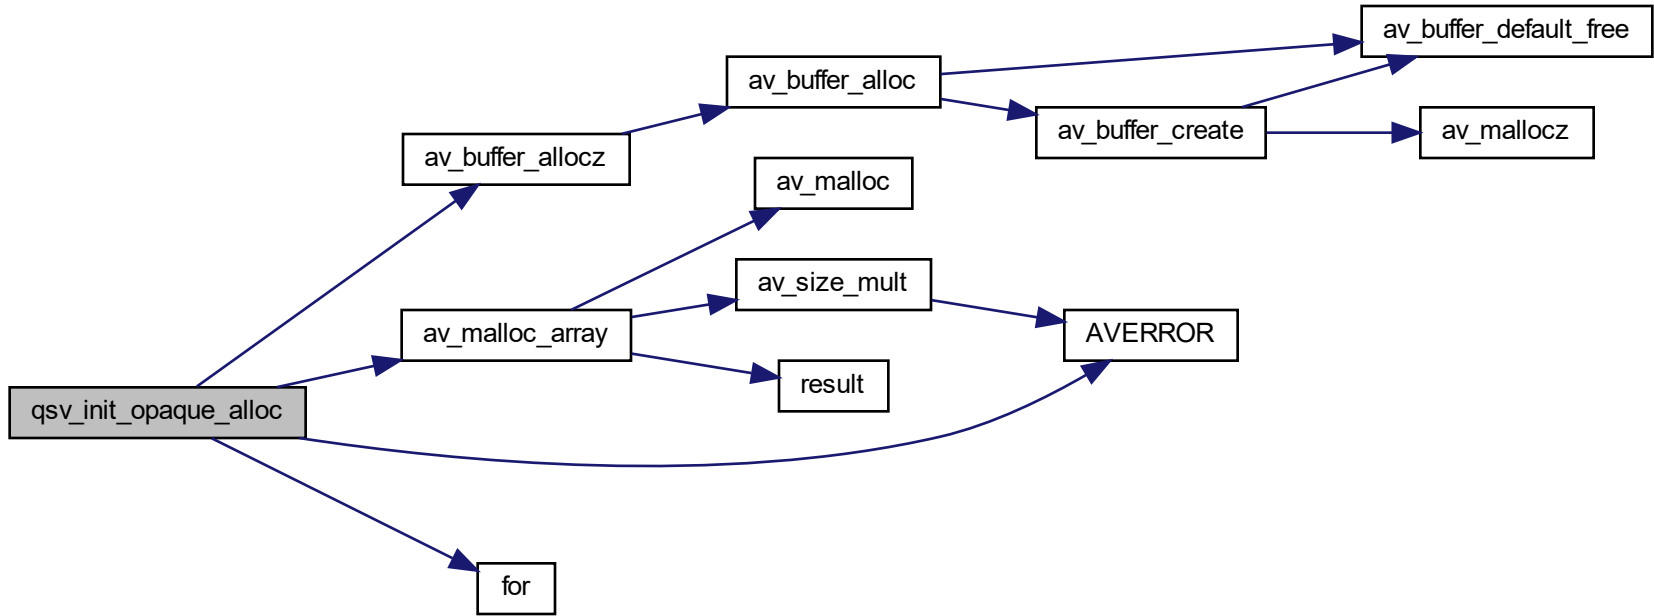 av_buffer_default_free
av_buffer_alloc
av_buffer_create
av_mallocz
av_buffer_allocz
av_malloc
av_size_mult
av_malloc_array
AVERROR
result
qsv_init_opaque_alloc
for